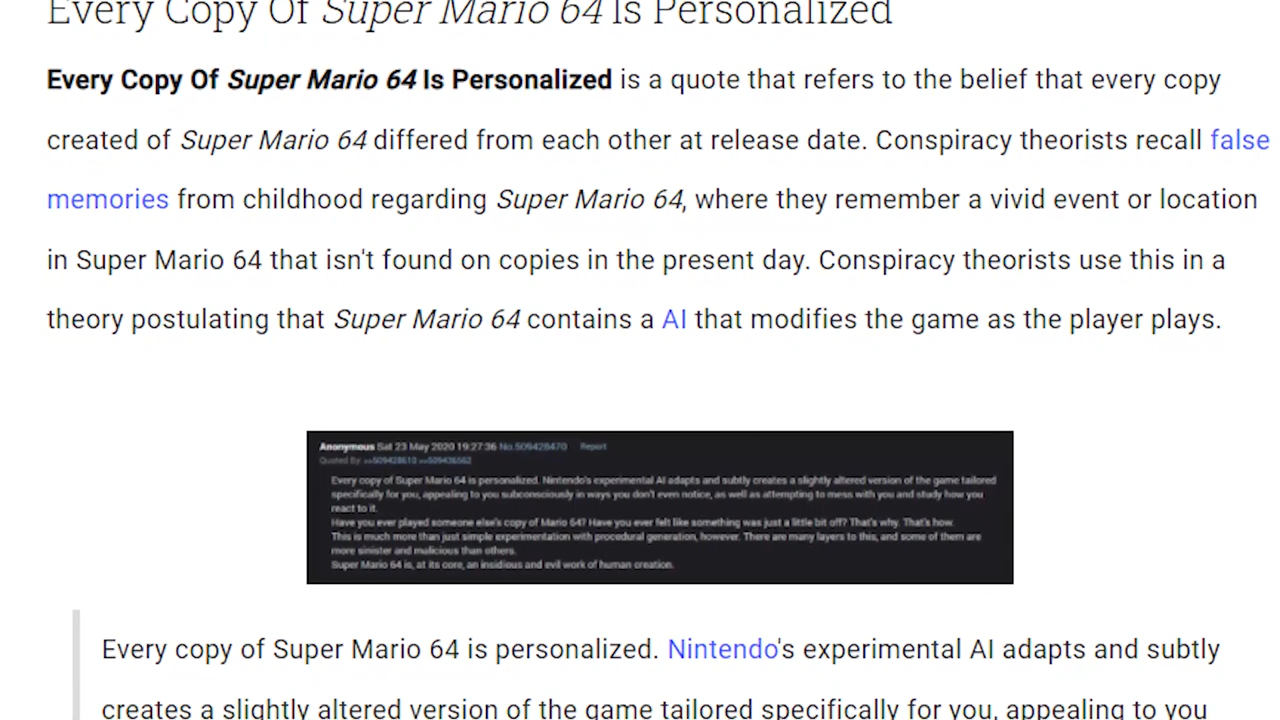 Every Copy Of Super Mario 64 Is Personalized
Every Copy Of Super Mario 64 Is Personalized is a quote that refers to the belief that every copy
created of Super Mario 64 differed from each other at release date. Conspiracy theorists recall false
memories from childhood regarding Super Mario 64, where they remember a vivid event or location
in Super Mario 64 that isn't found on copies in the present day. Conspiracy theorists use this in a
theory postulating that Super Mario 64 contains a AI that modifies the game as the player plays.
Anonymous Sat 23 May 2020 19:27:36 No.509428470 Report
Quoted By: >>509428610 >>509436562
Every copy of Super Mario 64 is personalized. Nintendo's experimental AI adapts and subtly creates a slightly altered version of the game tailored
specifically for you, appealing to you subconsciously in ways you don't even notice, as well as attempting to mess with you and study how you
react to it.
Have you ever played someone else's copy of Mario 64? Have you ever felt like something was just a little bit off? That's why. That's how.
This is much more than just simple experimentation with procedural generation, however. There are many layers to this, and some of them are
more sinister and malicious than others.
Super Mario 64 is, at its core, an insidious and evil work of human creation.
Every copy of Super Mario 64 is personalized. Nintendo's experimental AI adapts and subtly
creates a slightly altered version of the game tailored specifically for you, appealing to you